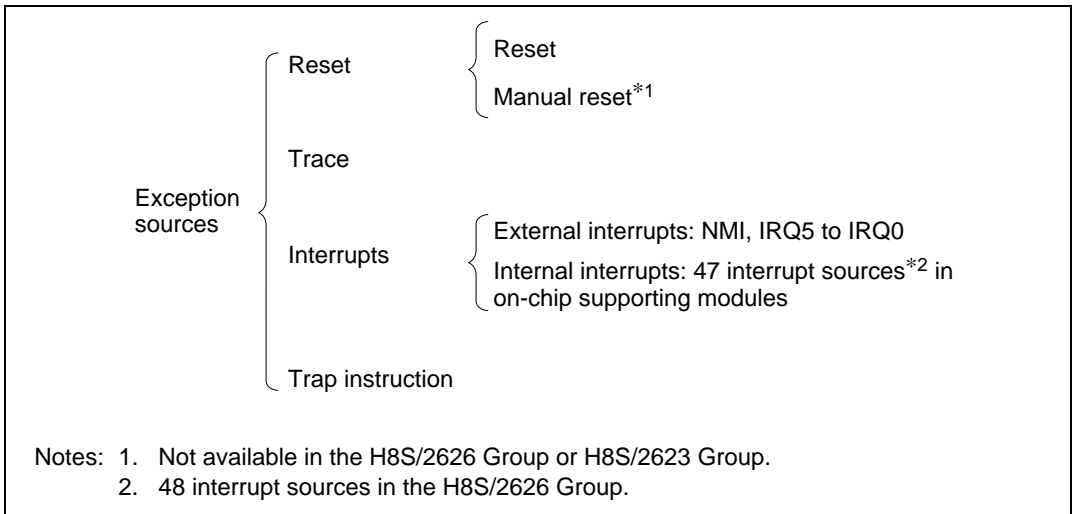 Exception
sources
Reset
Reset
Manual reset*1
Trace
Interrupts
External interrupts: NMI, IRQ5 to IRQ0
Internal interrupts: 47 interrupt sources*2 in
on-chip supporting modules
Trap instruction
Notes: 1. Not available in the H8S/2626 Group or H8S/2623 Group.
2. 48 interrupt sources in the H8S/2626 Group.